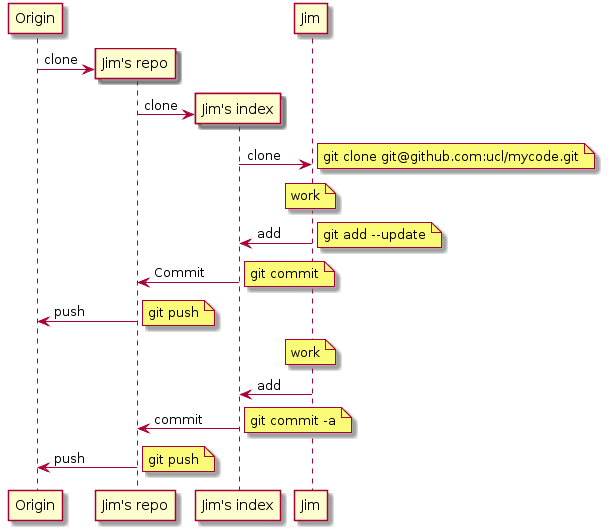 Origin
Jim
clone
Jim's repo
clone
Jim's index
clone
git clone git@github.com:ucl/mycode.git
work
add
git add --update
Commit
git commit
push
git push
work
add
commit
git commit -a
push
git push
Origin
Jim's repo
Jim's index
Jim